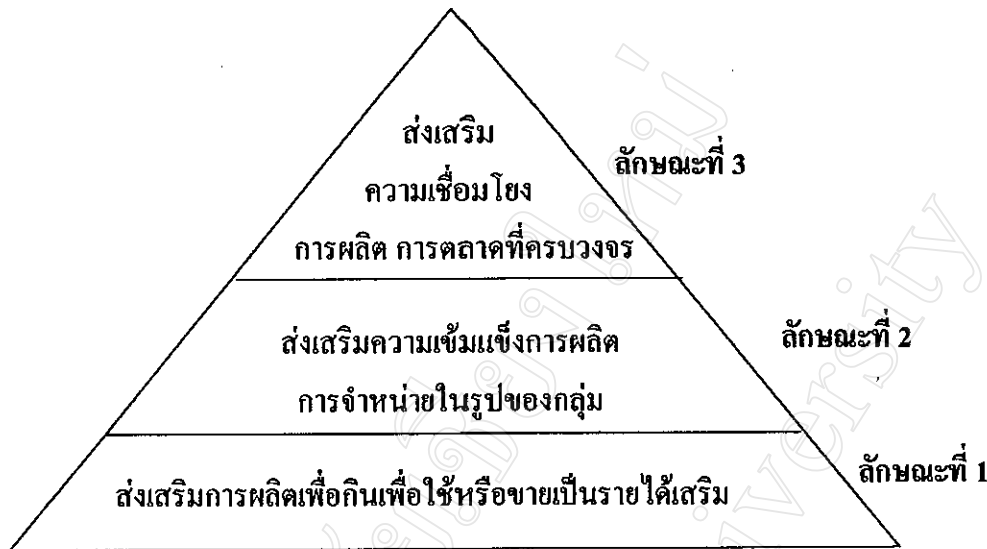 ส่งเสริม
ความเชื่อมโยง
การผลิต การตลาดที่ครบวงจร
ลักษณะที่ 3
ส่งเสริมความเข้มแข็งการผลิต
การจำหน่ายในรูปของกลุ่ม
ลักษณะที่ 2
ส่งเสริมการผลิตเพื่อกินเพื่อใช้หรือขายเป็นรายได้เสริม
ลักษณะที่ 1